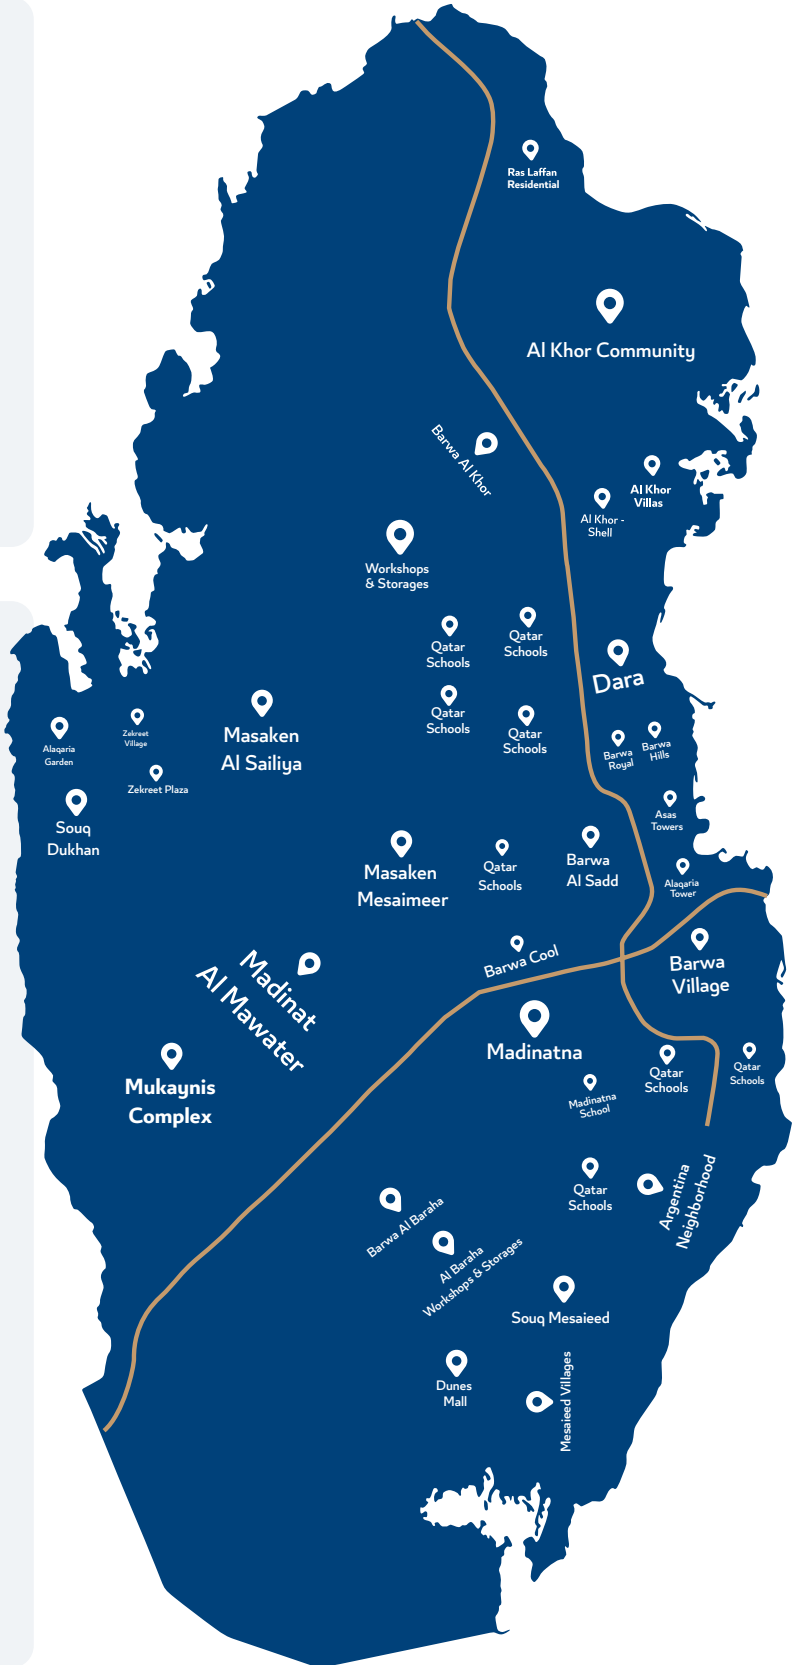 Ras Laffan
Residential
Al Khor Community
Barwa Al Khor
Al Khor
Villas
Al Khor -
Shell
Workshops
& Storages
Qatar
Schools
Qatar
Schools
Dara
Qatar
Schools
Qatar
Schools
Masaken
Al Sailiya
Alaqaria
Garden
Zekreet
Village
Zekreet Plaza
Barwa
Royal
Barwa
Hills
Souq
Dukhan
Asas
Towers
Masaken
Mesaimeer
Qatar
Schools
Barwa
Al Sadd
Alaqaria
Tower
Barwa Cool
Barwa
Village
Madinat
Al Mawater
Madinatna
Mukaynis
Complex
Qatar
Schools
Qatar
Schools
Madinatna
School
Qatar
Schools
Argentina
Neighborhood
Barwa Al Baraha
Al Baraha
Workshops & Storages
Souq Mesaieed
Dunes
Mall
Mesaieed Villages